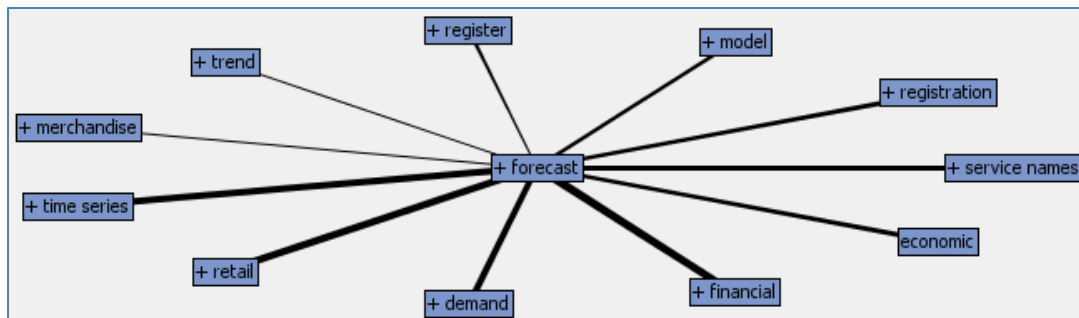 + register
+ model
+ trend
+ registration
+ merchandise
+ forecast
+ service names
+ time series
economic
+ retail
+ financial
+ demand